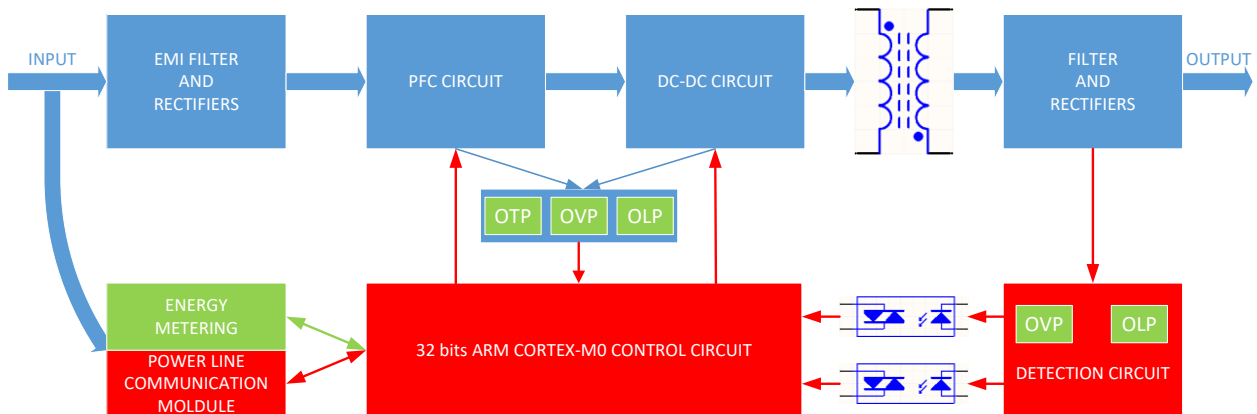 INPUT
EMI FILTER
AND
RECTIFIERS
PFC CIRCUIT
DC-DC CIRCUIT
FILTER
AND
RECTIFIERS
OUTPUT
OTP
OVP
OLP
ENERGY
METERING
POWER LINE
COMMUNICATION
MOLDULE
32 bits ARM CORTEX-M0 CONTROL CIRCUIT
OVP
OLP
DETECTION CIRCUIT